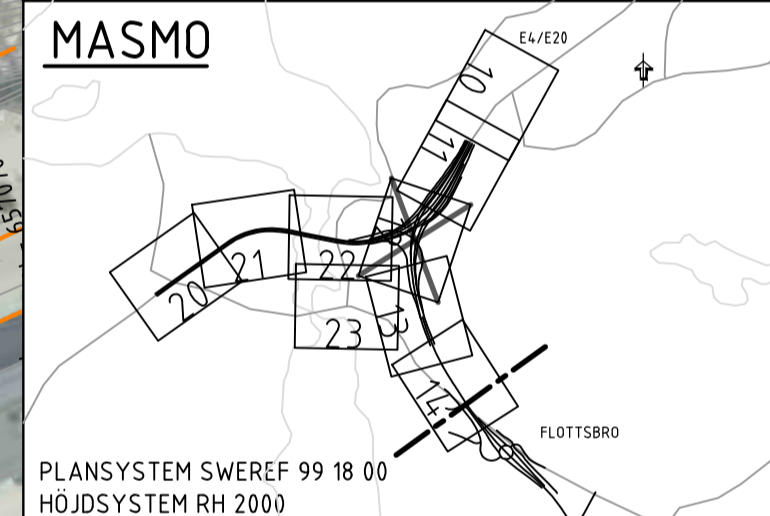 MASMO
E4/E20
10
11
21
22
20
23
13
14
FLOTTSBRO
PLANSYSTEM SWEREF 99 18 00
HÖJDSYSTEM RH 2000